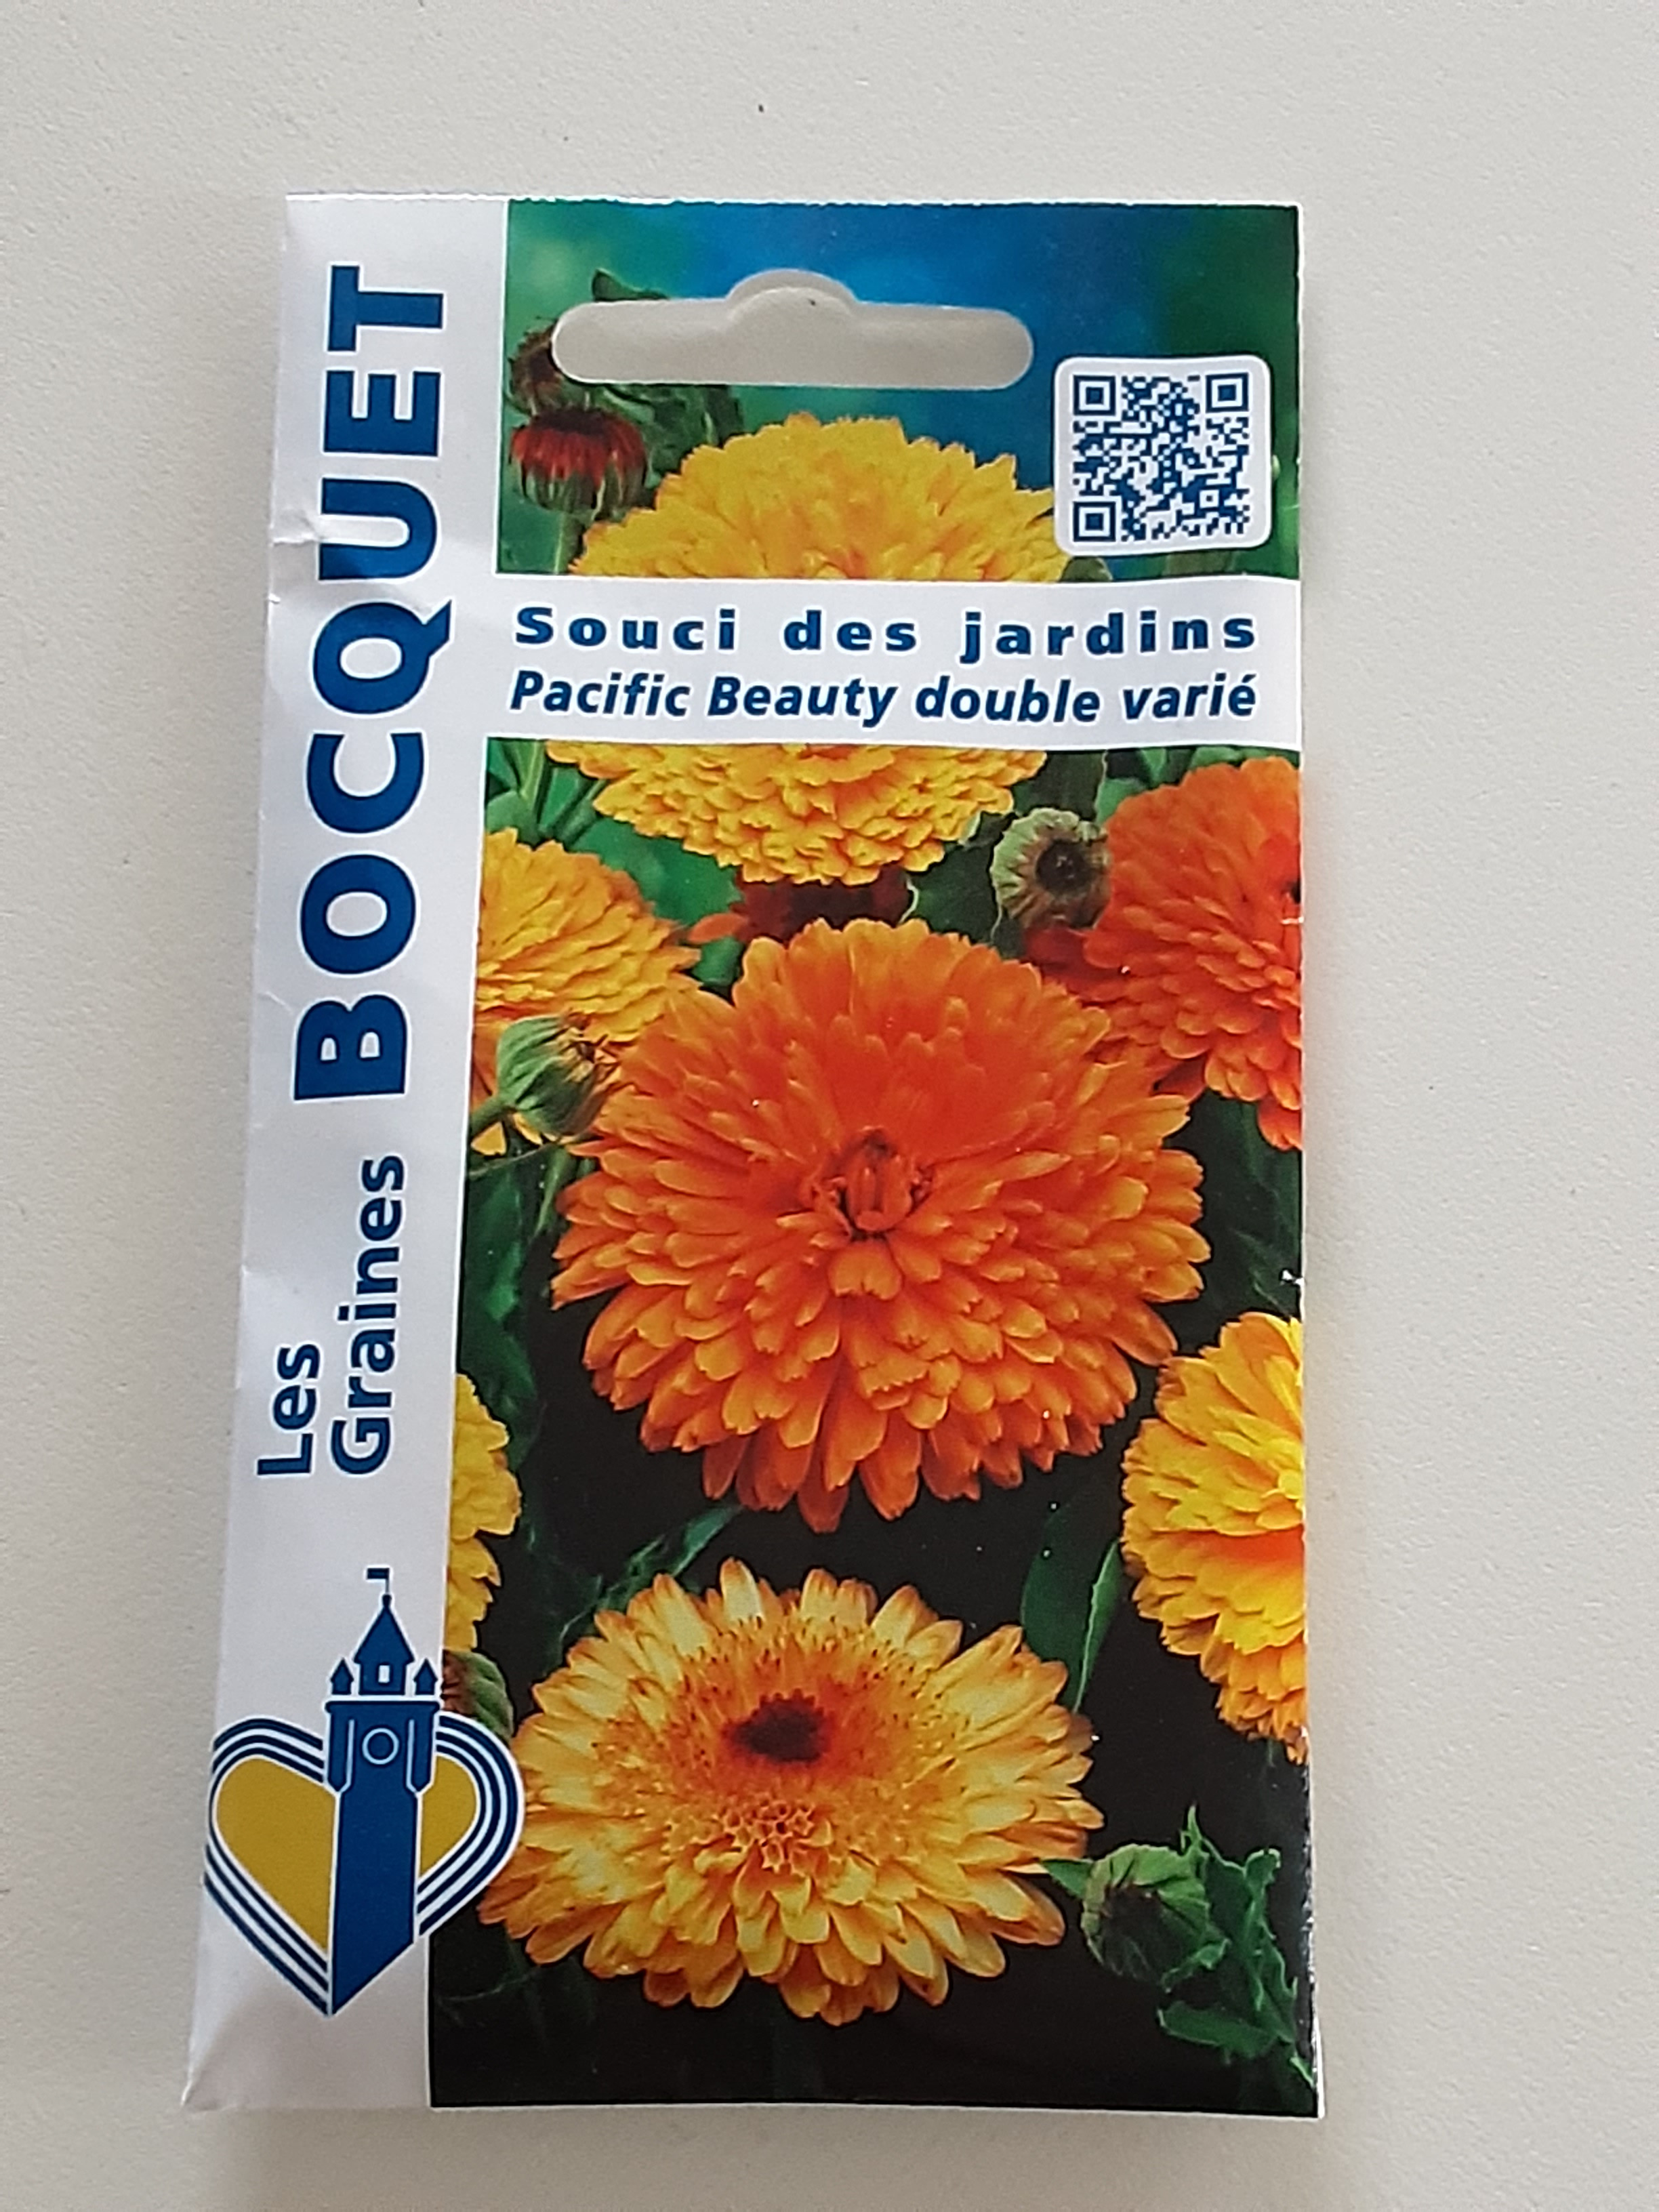 Les
Graines BOCQUET
Souci des jardins
Pacific Beauty double varié